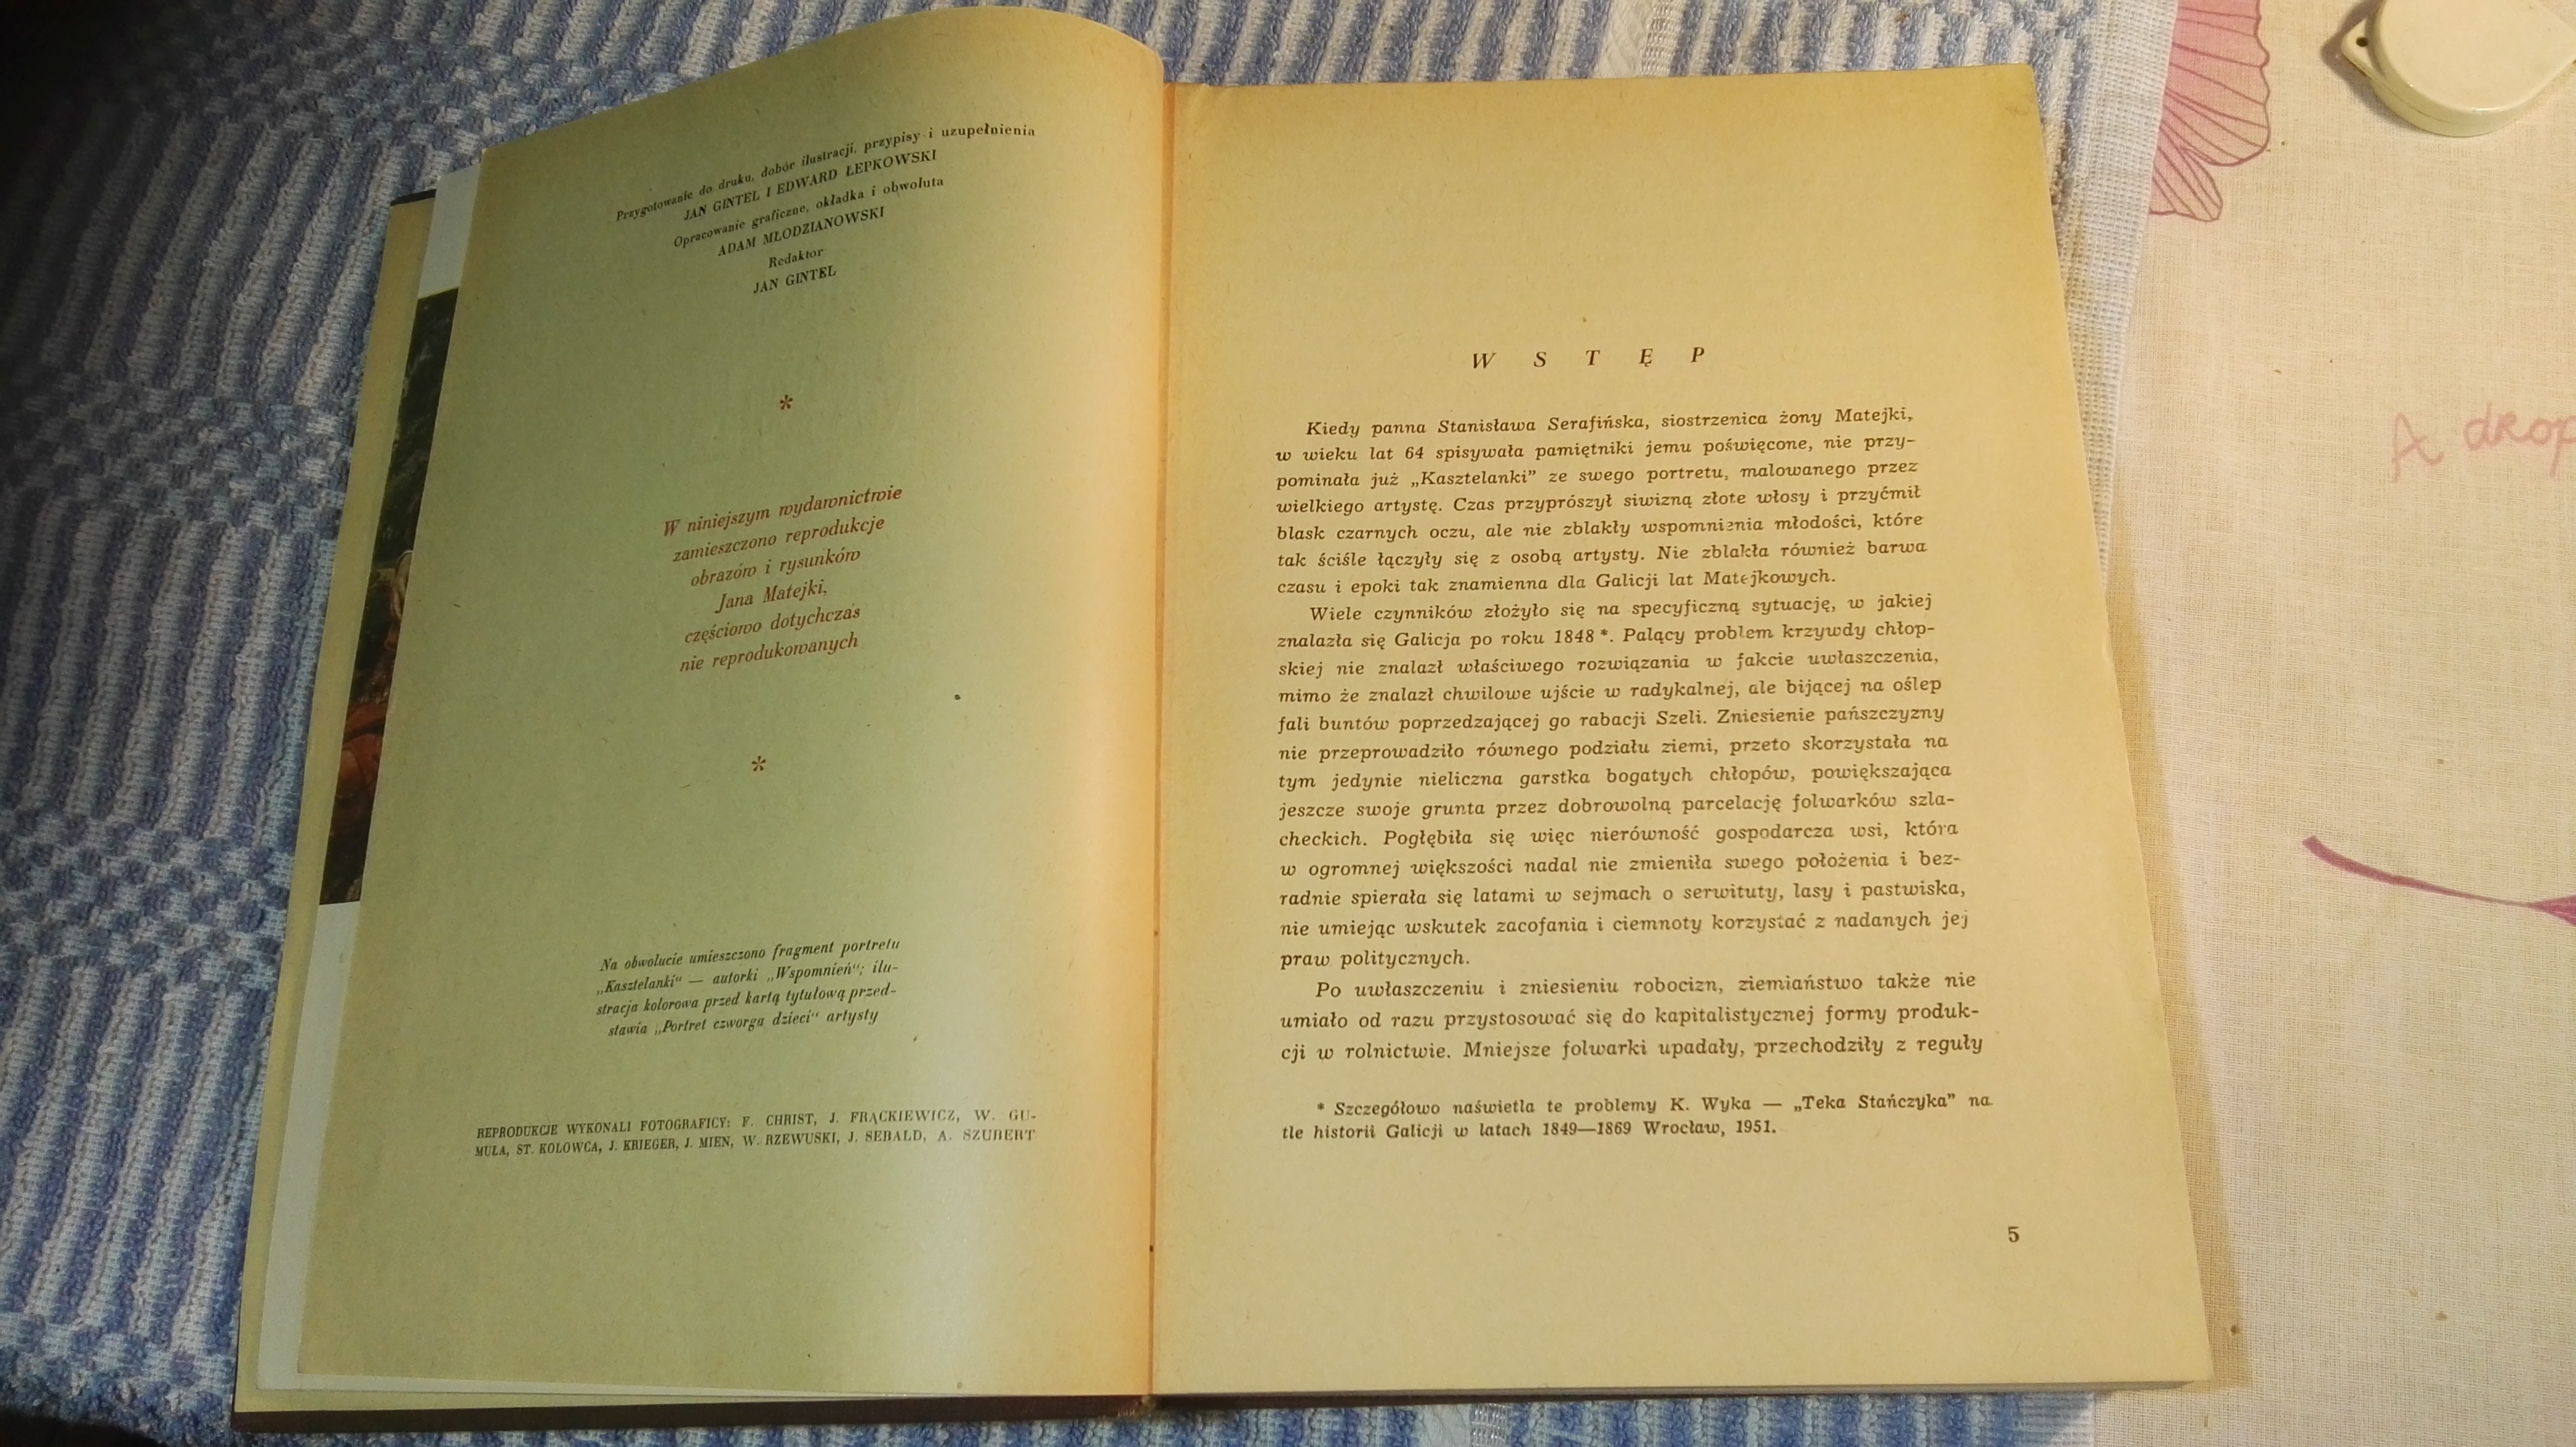 Przygotowanie do druku, dobór ilustracji, przypisy i uzupełnienia
JAN GINTEL I EDWARD ŁEPKOWSKI
Opracowanie graficzne, okładka i obwoluta
ADAM MŁODZIANOWSKI
Redaktor
JAN GINTEL
*
W niniejszym wydawnictwie
zamieszczono reprodukcje
obrazów i rysunków
Jana Matejki,
częściowo dotychczas
nie reprodukowanych
*
Na obwolucie umieszczono fragment portretu
„Kasztelanki“ — autorki „Wspomnień“; ilu-
stracja kolorowa przed kartą tytułową przed-
stawia „Portret czworga dzieci“ artysty
REPRODUKCJE WYKONALI FOTOGRAFICY: F. CHRIST, J. FRĄCKIEWICZ, W. GU-
MUŁA, ST. KOLOWCA, J. KRIEGER, J. MIEN, W. RZEWUSKI, J. SEBALD, A. SZUBERT
WSTĘP
Kiedy panna Stanisława Serafińska, siostrzenica żony Matejki,
w wieku lat 64 spisywała pamiętniki jemu poświęcone, nie przy-
pominała już „Kasztelanki” ze swego portretu, malowanego przez
wielkiego artystę. Czas przyprószył siwizną złote włosy i przyćmił
blask czarnych oczu, ale nie zblakły wspomnienia młodości, które
tak ściśle łączyły się z osobą artysty. Nie zblakła również barwa
czasu i epoki tak znamienna dla Galicji lat Matejkowych.
Wiele czynników złożyło się na specyficzną sytuację, w jakiej
znalazła się Galicja po roku 1848 *. Palący problem krzywdy chłop-
skiej nie znalazł właściwego rozwiązania w fakcie uwłaszczenia,
mimo że znalazł chwilowe ujście w radykalnej, ale bijącej na oślep
fali buntów poprzedzającej go rabacji Szeli. Zniesienie pańszczyzny
nie przeprowadziło równego podziału ziemi, przeto skorzystała na
tym jedynie nieliczna garstka bogatych chłopów, powiększająca
jeszcze swoje grunta przez dobrowolną parcelację folwarków szla-
checkich. Pogłębiła się więc nierówność gospodarcza wsi, która
w ogromnej większości nadal nie zmieniła swego położenia i bez-
radnie spierała się latami w sejmach o serwituty, lasy i pastwiska,
nie umiejąc wskutek zacofania i ciemnoty korzystać z nadanych jej
praw politycznych.
Po uwłaszczeniu i zniesieniu robocizn, ziemiaństwo także nie
umiało od razu przystosować się do kapitalistycznej formy produk-
cji w rolnictwie. Mniejsze folwarki upadały, przechodziły z reguły
* Szczegółowo naświetla te problemy K. Wyka — „Teka Stańczyka” na
tle historii Galicji w latach 1849—1869 Wrocław, 1951.
5
A drop